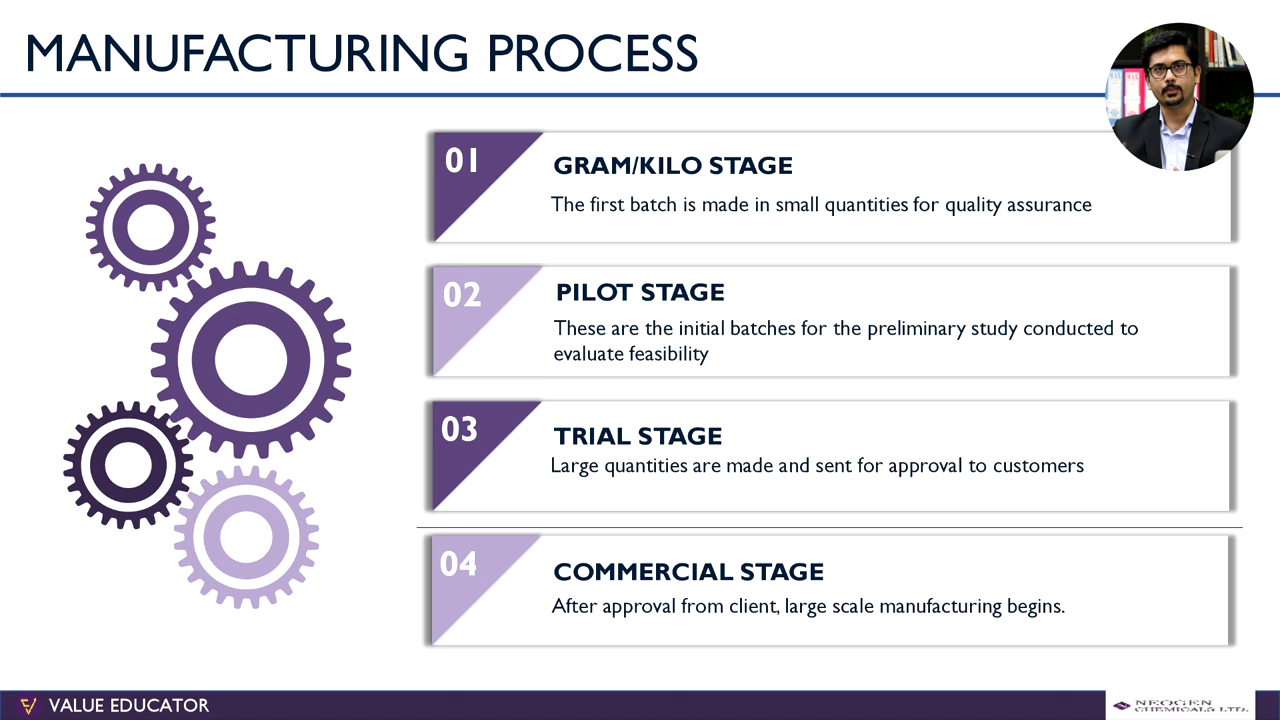 MANUFACTURING PROCESS
01
GRAM/KILO STAGE
The first batch is made in small quantities for quality assurance
02
PILOT STAGE
These are the initial batches for the preliminary study conducted to
evaluate feasibility
03
TRIAL STAGE
Large quantities are made and sent for approval to customers
04
COMMERCIAL STAGE
After approval from client, large scale manufacturing begins.
VALUE EDUCATOR
NEOGEN
CHEMICALS LTD.